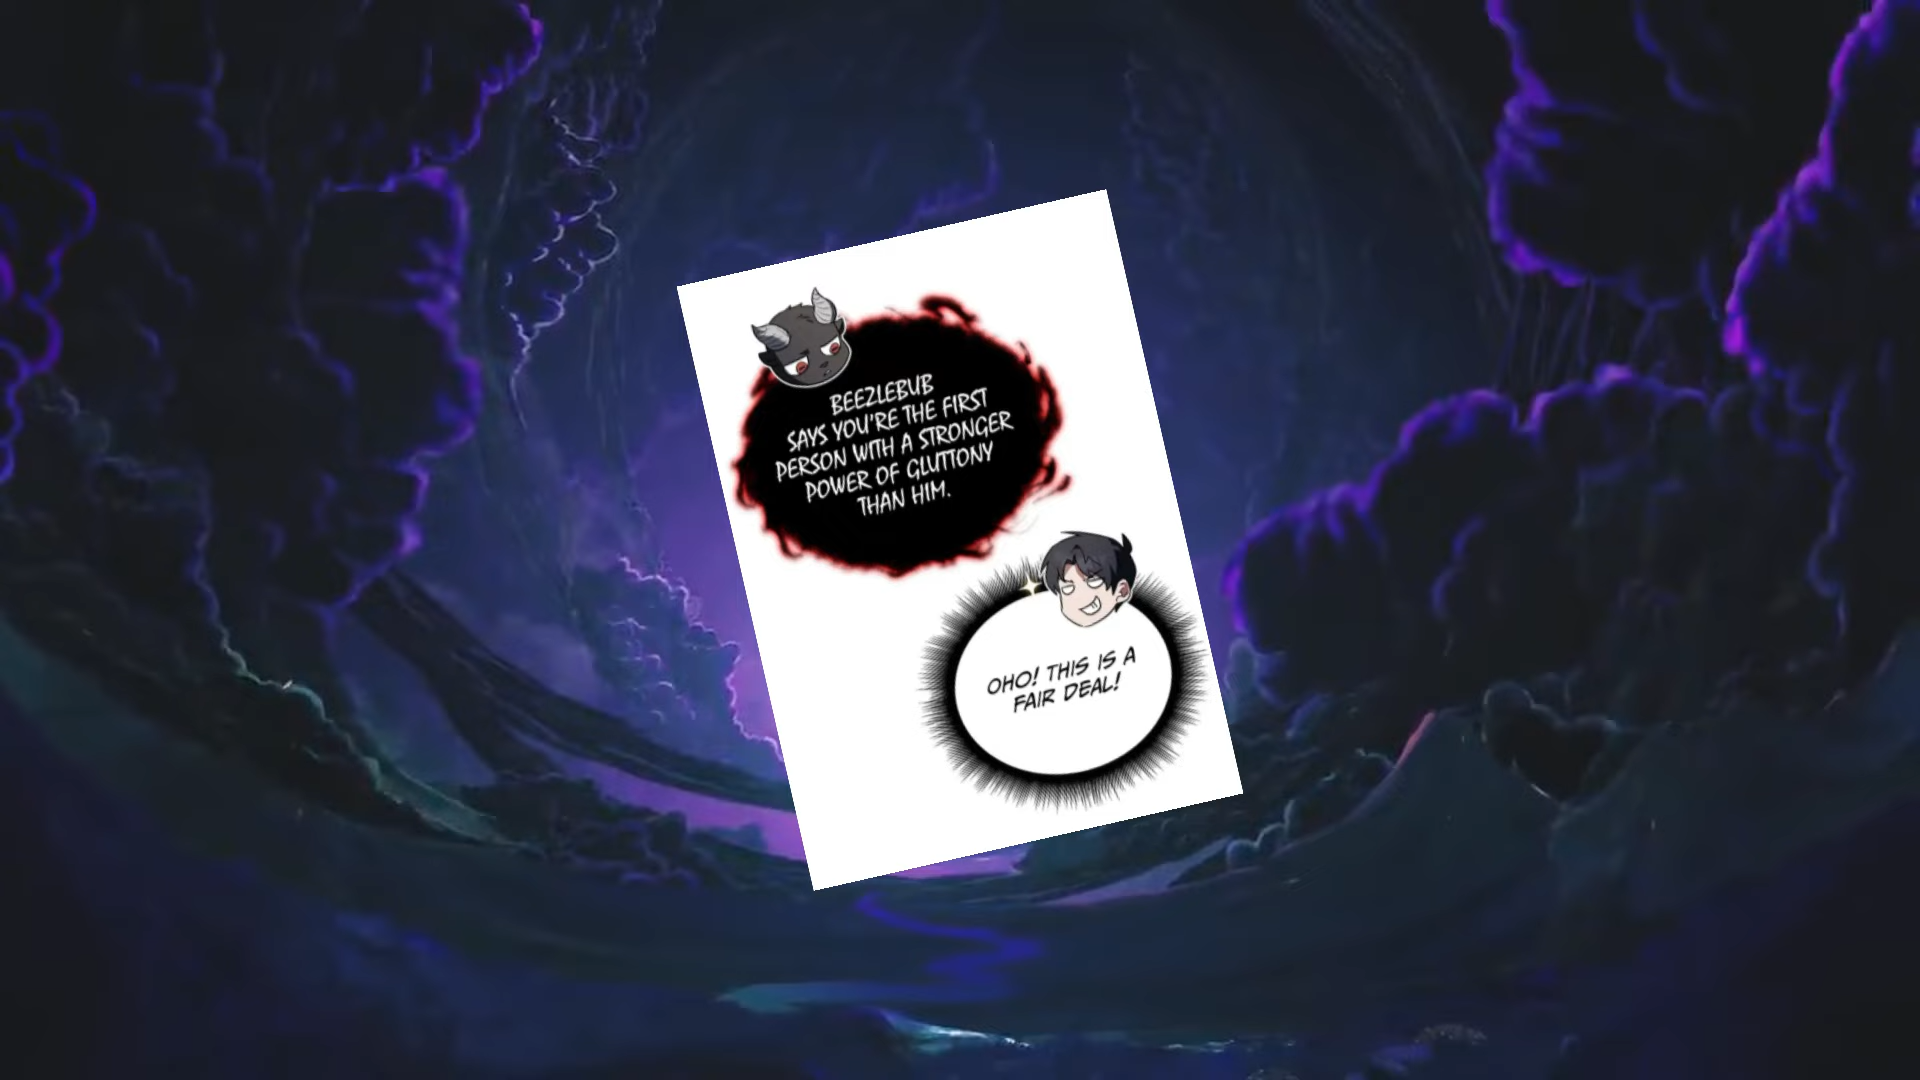 BEEZLEBUB
SAYS YOU'RE THE FIRST
PERSON WITH A STRONGER
POWER OF GLUTTONY
THAN HIM.
OHO! THIS IS A
FAIR DEAL!